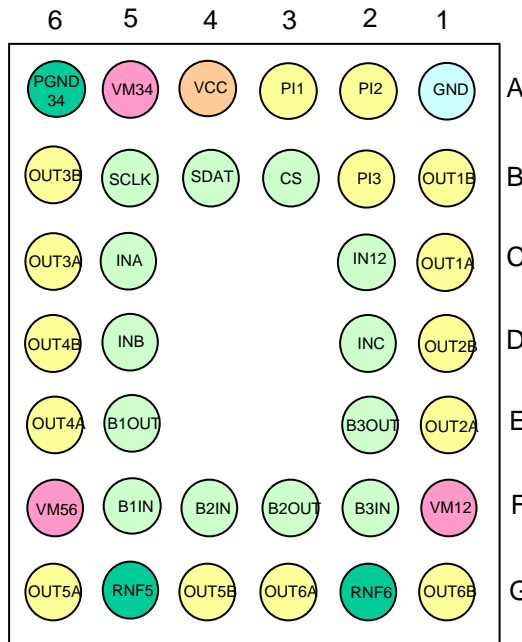 6 5 4 3 2 1
PGND 34 VM34 VCC PI1 PI2 GND A
OUT3B SCLK SDAT CS PI3 OUT1B B
OUT3A INA IN12 OUT1A C
OUT4B INB INC OUT2B D
OUT4A B1OUT B3OUT OUT2A E
VM56 B1IN B2IN B2OUT B3IN VM12 F
OUT5A RNF5 OUT5B OUT6A RNF6 OUT6B G